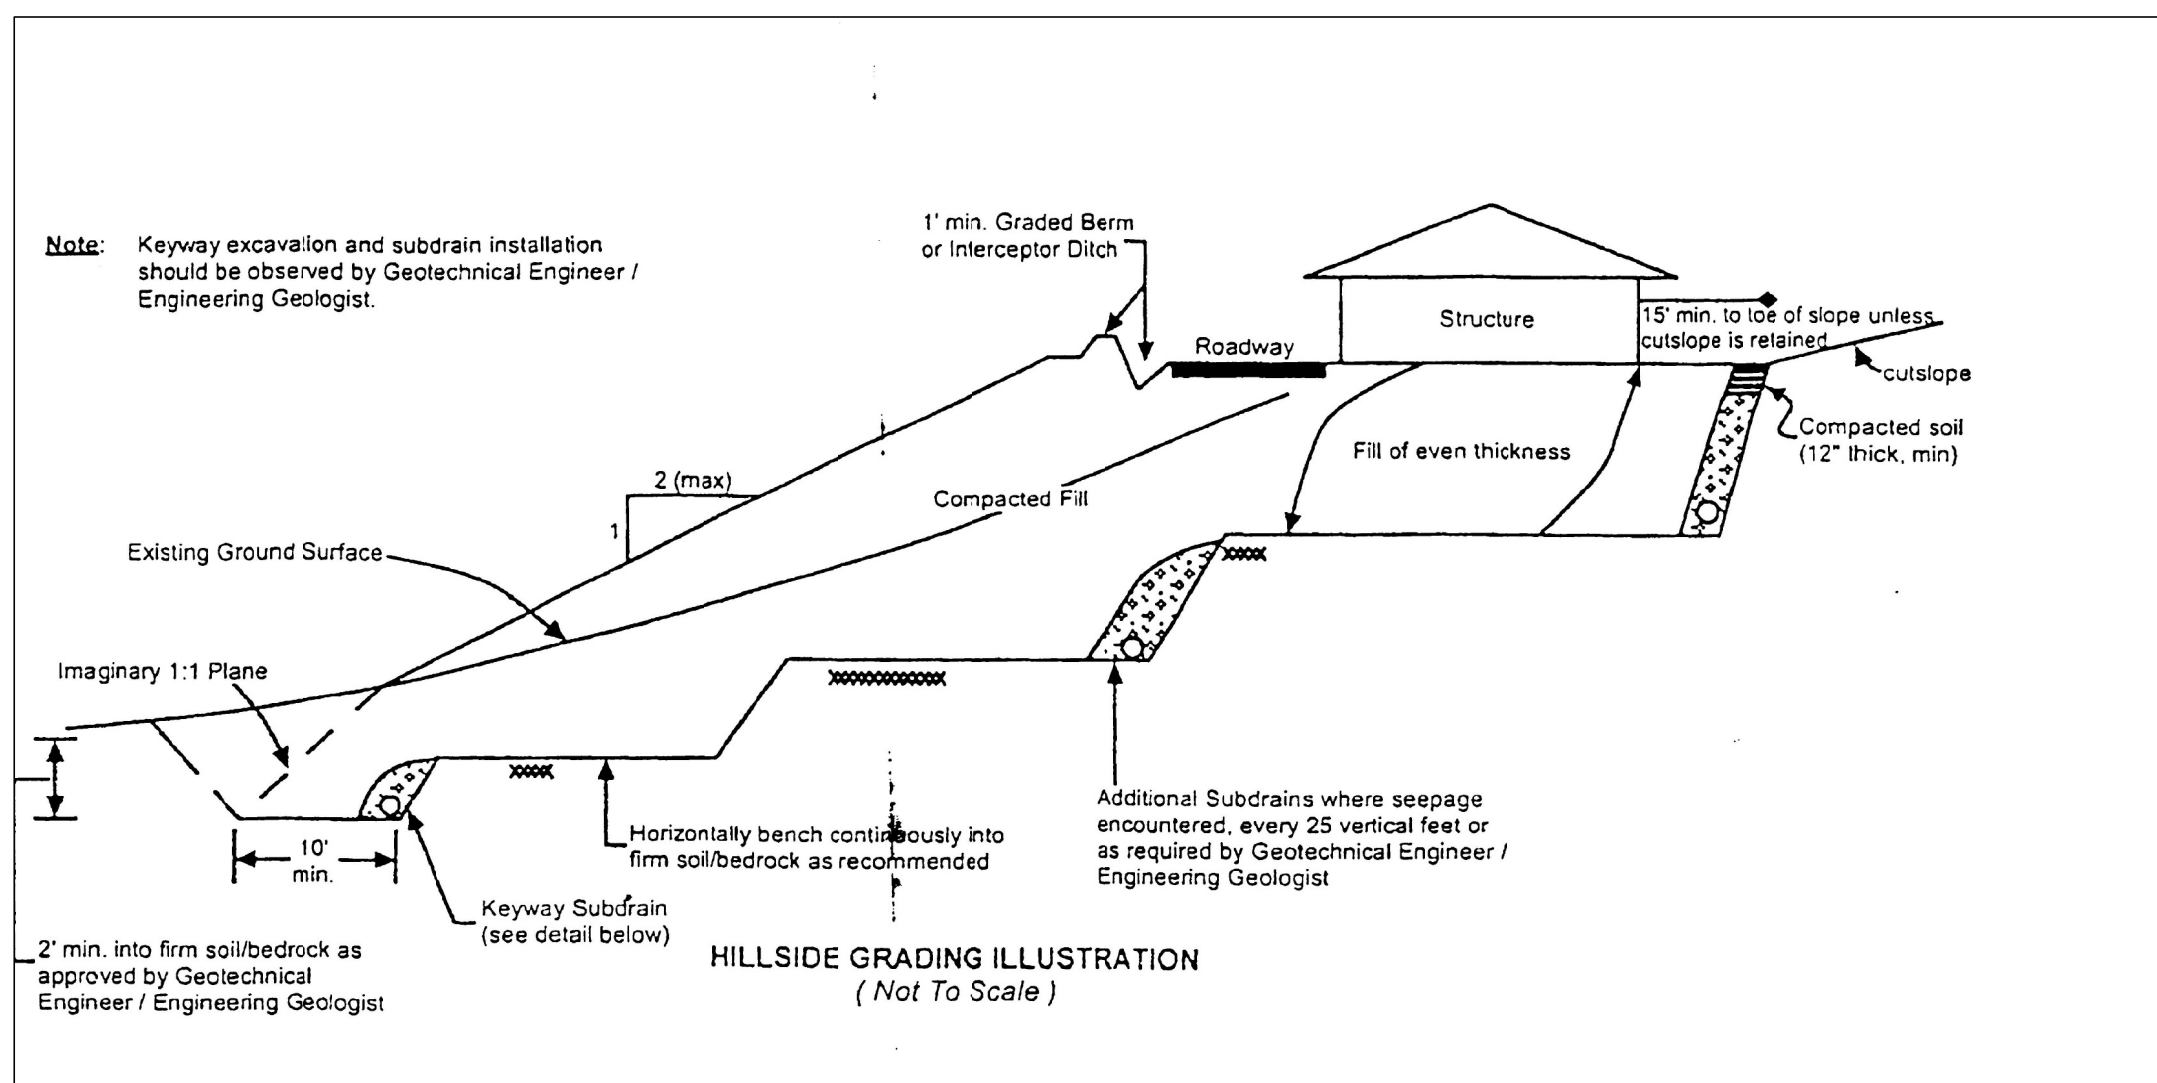 Note: Keyway excavation and subdrain installation
should be observed by Geotechnical Engineer /
Engineering Geologist.
1' min. Graded Berm
or Interceptor Ditch
Structure
15' min. to toe of slope unless
cutslope is retained
Roadway
cutslope
Compacted soil
(12" thick, min)
Fill of even thickness
2 (max)
1
Compacted Fill
Existing Ground Surface
Imaginary 1:1 Plane
10'
min.
Horizontally bench continuously into
firm soil/bedrock as recommended
Additional Subdrains where seepage
encountered, every 25 vertical feet or
as required by Geotechnical Engineer /
Engineering Geologist
Keyway Subdrain
(see detail below)
2' min. into firm soil/bedrock as
approved by Geotechnical
Engineer / Engineering Geologist
HILLSIDE GRADING ILLUSTRATION
( Not To Scale )